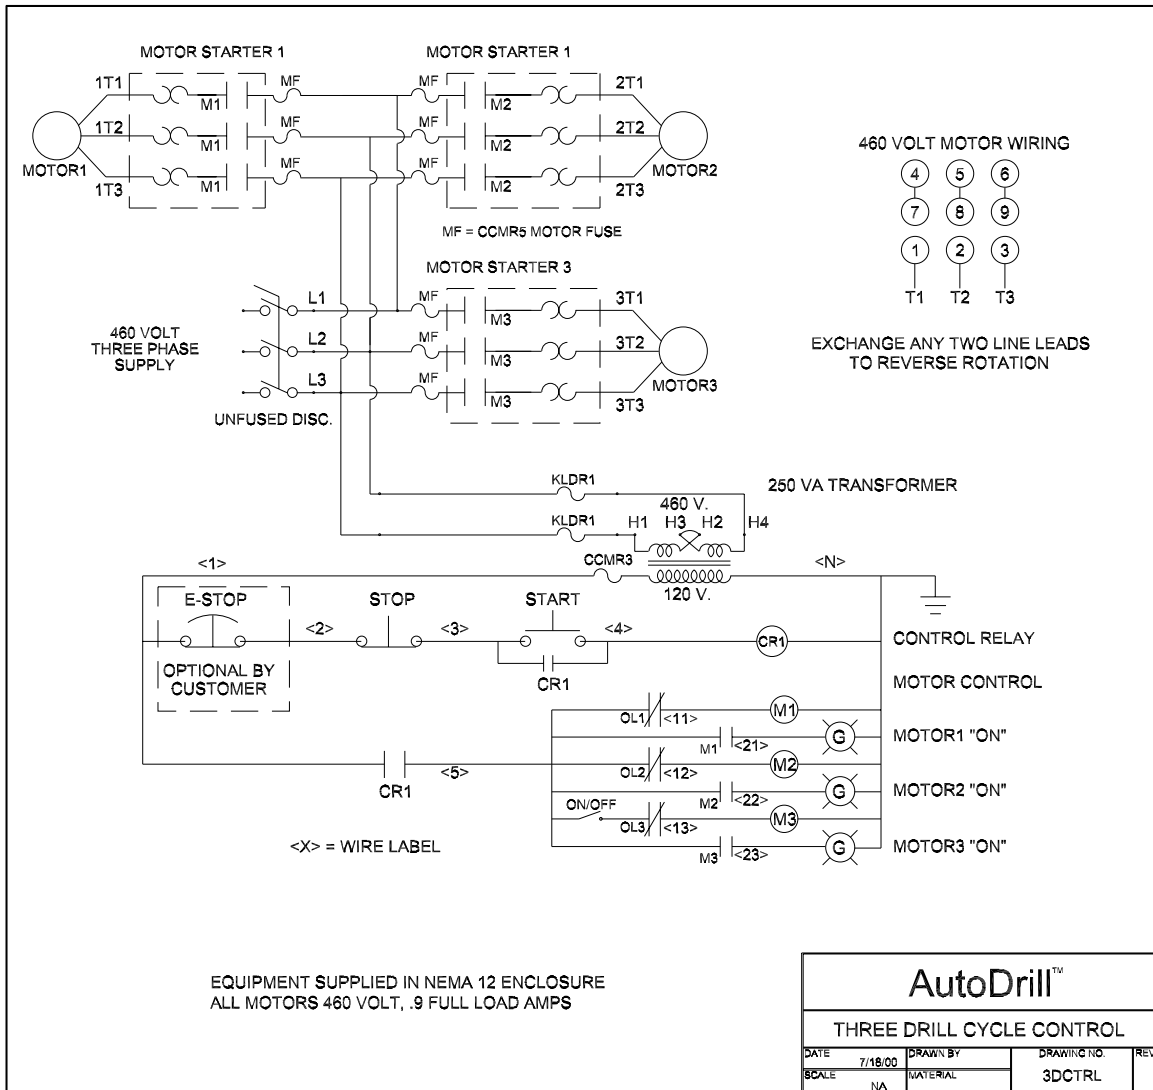 MOTOR STARTER 1
MOTOR STARTER 1
1T1
M1
MF
MF
M2
2T1
1T2
M1
MF
MF
M2
2T2
MOTOR1
MOTOR2
1T3
M1
MF
MF
M2
2T3
MF = CCMR5 MOTOR FUSE
460 VOLT MOTOR WIRING
4 5 6
7 8 9
1 2 3
T1 T2 T3
EXCHANGE ANY TWO LINE LEADS
TO REVERSE ROTATION
MOTOR STARTER 3
460 VOLT
THREE PHASE
SUPPLY
L1
MF
M3
3T1
L2
MF
M3
3T2
L3
MF
M3
3T3
MOTOR3
UNFUSED DISC.
KLDR1
250 VA TRANSFORMER
460 V.
KLDR1
H1 H3 H2 H4
<1>
CCMR3
120 V.
<N>
E-STOP
<2>
STOP
<3>
START
<4>
CR1
CONTROL RELAY
OPTIONAL BY
CUSTOMER
CR1
MOTOR CONTROL
OL1
<11>
M1
M1
<21>
G
MOTOR1 "ON"
CR1
<5>
OL2
<12>
M2
M2
<22>
G
MOTOR2 "ON"
ON/OFF
OL3
<13>
M3
M3
<23>
G
MOTOR3 "ON"
<X> = WIRE LABEL
EQUIPMENT SUPPLIED IN NEMA 12 ENCLOSURE
ALL MOTORS 460 VOLT, .9 FULL LOAD AMPS
AutoDrill™
THREE DRILL CYCLE CONTROL
DATE 7/18/00
DRAWN BY
DRAWING NO.
REV
SCALE NA
MATERIAL
3DCTRL